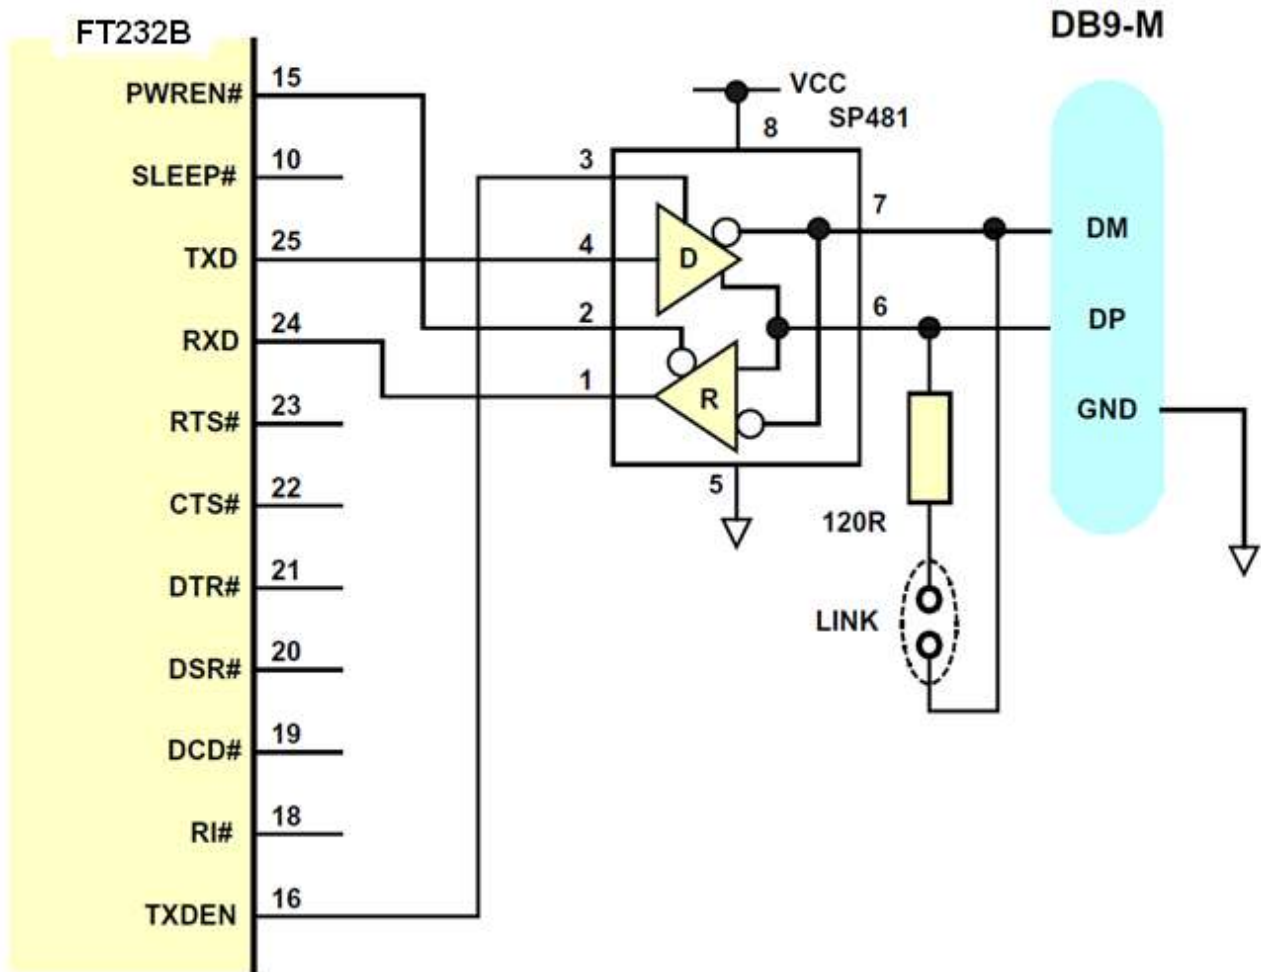 FT232B
DB9-M
PWREN# 15
SLEEP# 10
TXD 25
RXD 24
RTS# 23
CTS# 22
DTR# 21
DSR# 20
DCD# 19
RI# 18
TXDEN 16
VCC
8 SP481
3
4
2
1
D
R
7
6
5
120R
LINK
DM
DP
GND